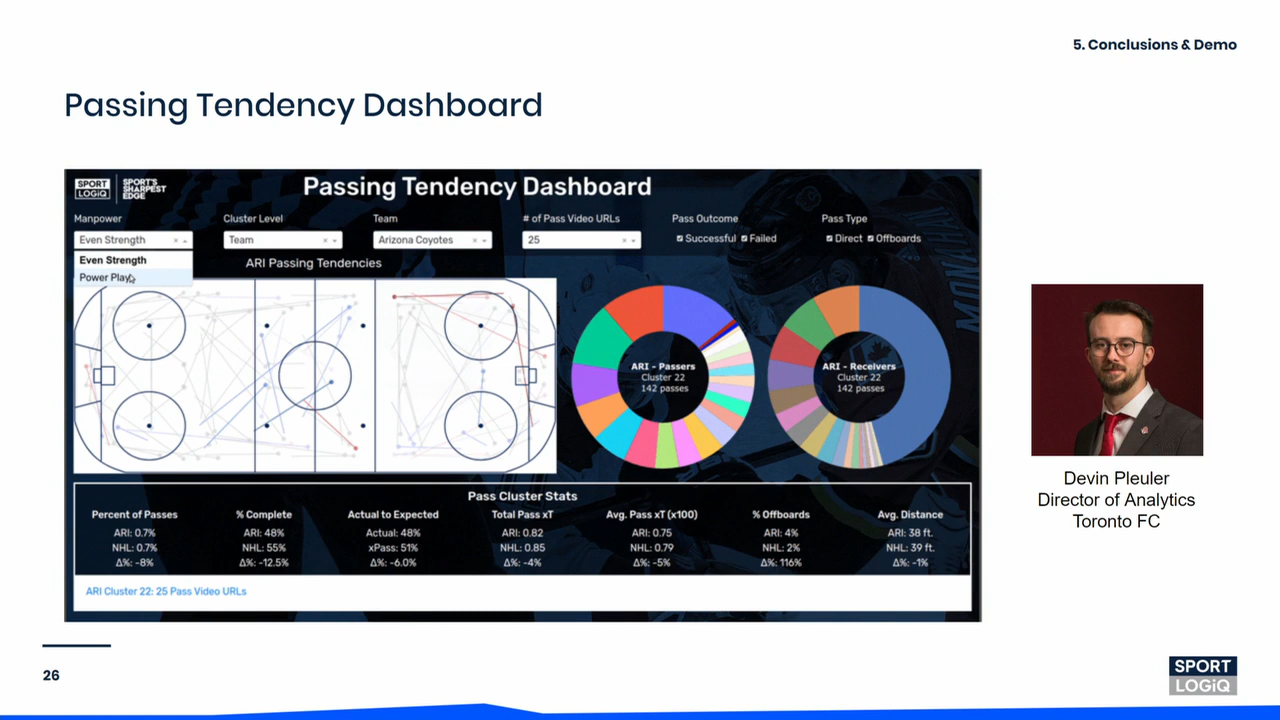 5. Conclusions & Demo
Passing Tendency Dashboard
SPORT LOGiQ
SPORT'S SHARPEST EDGE
Passing Tendency Dashboard
Manpower
Cluster Level
Team
# of Pass Video URLs
Pass Outcome
Pass Type
Even Strength
Team
Arizona Coyotes
25
Successful Failed
Direct Offboards
Even Strength
Power Play
ARI Passing Tendencies
ARI - Passers
Cluster 22
142 passes
ARI - Receivers
Cluster 22
142 passes
MONAHAN
Pass Cluster Stats
Percent of Passes
% Complete
Actual to Expected
Total Pass xT
Avg. Pass xT (x100)
% Offboards
Avg. Distance
ARI: 0.7%
ARI: 48%
Actual: 48%
ARI: 0.82
ARI: 0.75
ARI: 4%
ARI: 38 ft.
NHL: 0.7%
NHL: 55%
xPass: 51%
NHL: 0.85
NHL: 0.79
NHL: 2%
NHL: 39 ft.
Δ%: -8%
Δ%: -12.5%
Δ%: -6.0%
Δ%: -4%
Δ%: -5%
Δ%: 116%
Δ%: -1%
ARI Cluster 22: 25 Pass Video URLs
Devin Pleuler
Director of Analytics
Toronto FC
26
SPORT
LOGiQ